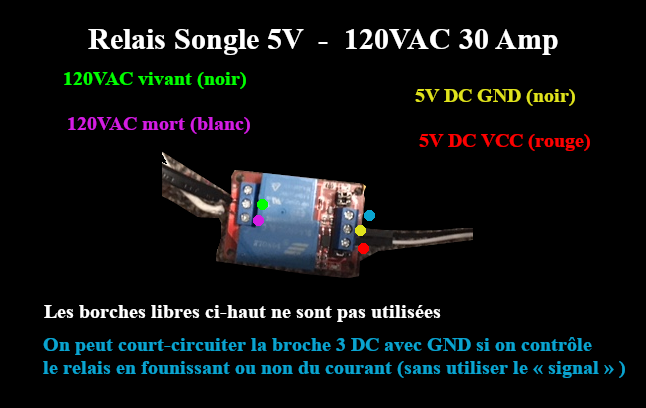 Relais Songle 5V - 120VAC 30 Amp
120VAC vivant (noir)
5V DC GND (noir)
120VAC mort (blanc)
5V DC VCC (rouge)
Les borches libres ci-haut ne sont pas utilisées
On peut court-circuiter la broche 3 DC avec GND si on contrôle
le relais en founissant ou non du courant (sans utiliser le « signal » )